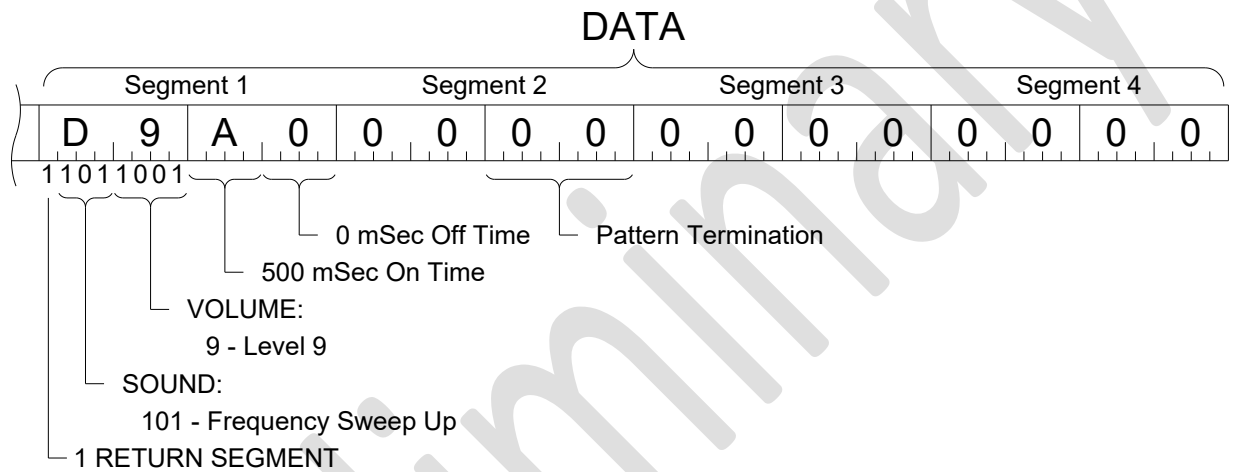 DATA
Segment 1 Segment 2 Segment 3 Segment 4
D 9 A 0 0 0 0 0 0 0 0 0 0 0 0 0
1 1 0 1 1 0 0 1
0 mSec Off Time Pattern Termination
500 mSec On Time
VOLUME:
9 - Level 9
SOUND:
101 - Frequency Sweep Up
1 RETURN SEGMENT
liminary